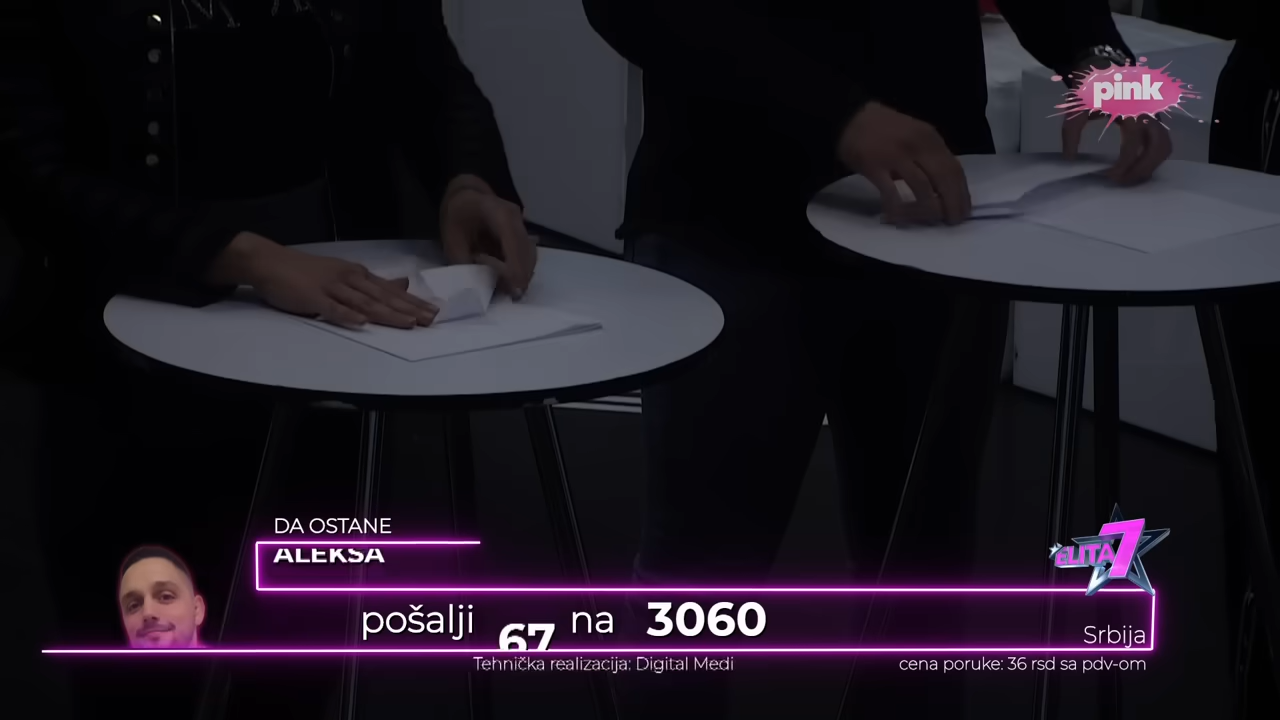 pink
DA OSTANE
ALEKSA
ELITA 7
pošalji 67 na 3060
Srbija
Tehnička realizacija: Digital Medi
cena poruke: 36 rsd sa pdv-om